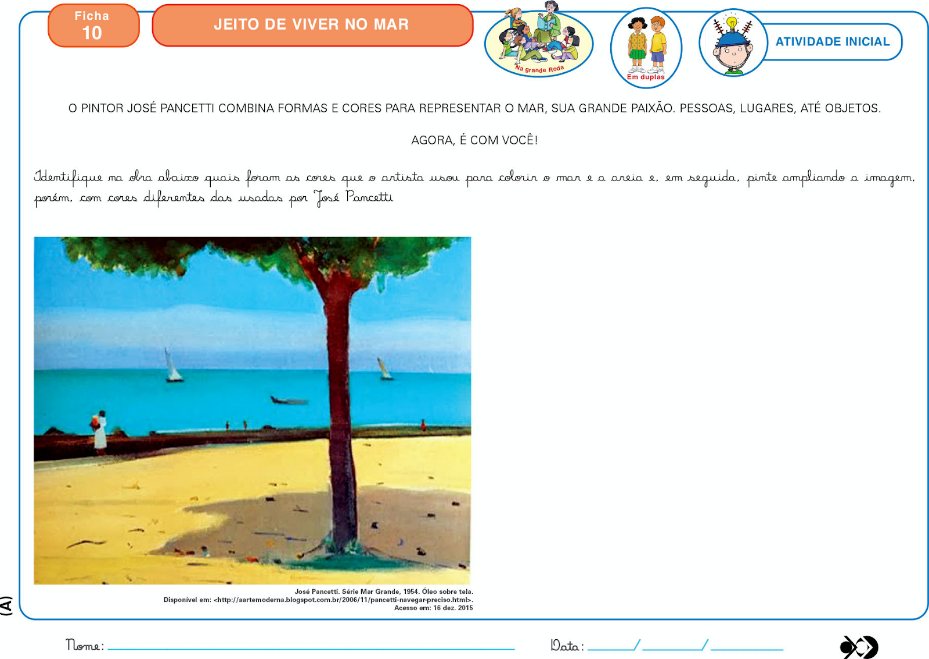 Ficha
10
JEITO DE VIVER NO MAR
Na grande Roda
Em duplas
ATIVIDADE INICIAL
O PINTOR JOSÉ PANCETTI COMBINA FORMAS E CORES PARA REPRESENTAR O MAR, SUA GRANDE PAIXÃO. PESSOAS, LUGARES, ATÉ OBJETOS.
AGORA, É COM VOCÊ!
Identifique na obra abaixo quais foram as cores que o artista usou para colorir o mar e a areia e, em seguida, pinte ampliando a imagem,
porém, com cores diferentes das usadas por José Pancetti
José Pancetti. Série Mar Grande, 1954. Óleo sobre tela.
Disponível em: <http://aartemoderna.blogspot.com.br/2006/11/pancetti-navegar-preciso.html>.
Acesso em: 16 dez. 2015
(A)
Nome:
Data: / /